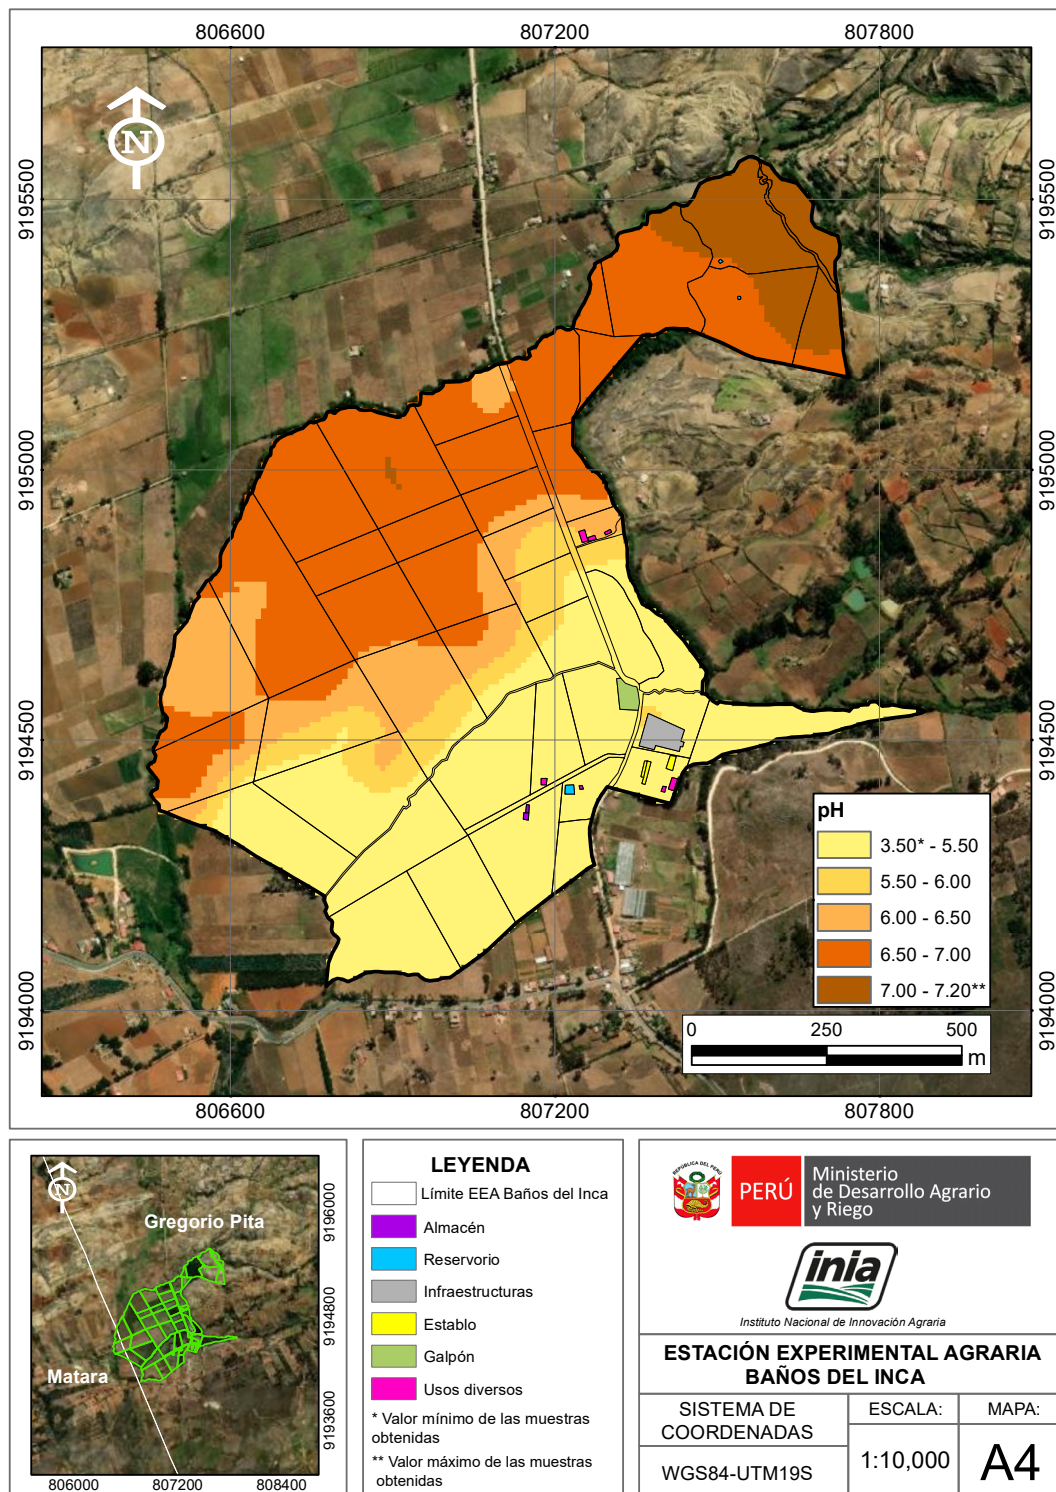 806600
807200
807800
N
9195500
9195500
9195000
9195000
9194500
9194500
9194000
9194000
pH
3.50* - 5.50
5.50 - 6.00
6.00 - 6.50
6.50 - 7.00
7.00 - 7.20**
0 250 500
m
806600
807200
807800
N
Gregorio Pita
Matara
9196000
9194800
9193600
806000
807200
808400
LEYENDA
Límite EEA Baños del Inca
Almacén
Reservorio
Infraestructuras
Establo
Galpón
Usos diversos
* Valor mínimo de las muestras
obtenidas
** Valor máximo de las muestras
obtenidas
REPÚBLICA DEL PERÚ
PERÚ
Ministerio
de Desarrollo Agrario
y Riego
inia
Instituto Nacional de Innovación Agraria
ESTACIÓN EXPERIMENTAL AGRARIA
BAÑOS DEL INCA
SISTEMA DE
COORDENADAS
WGS84-UTM19S
ESCALA:
1:10,000
MAPA:
A4